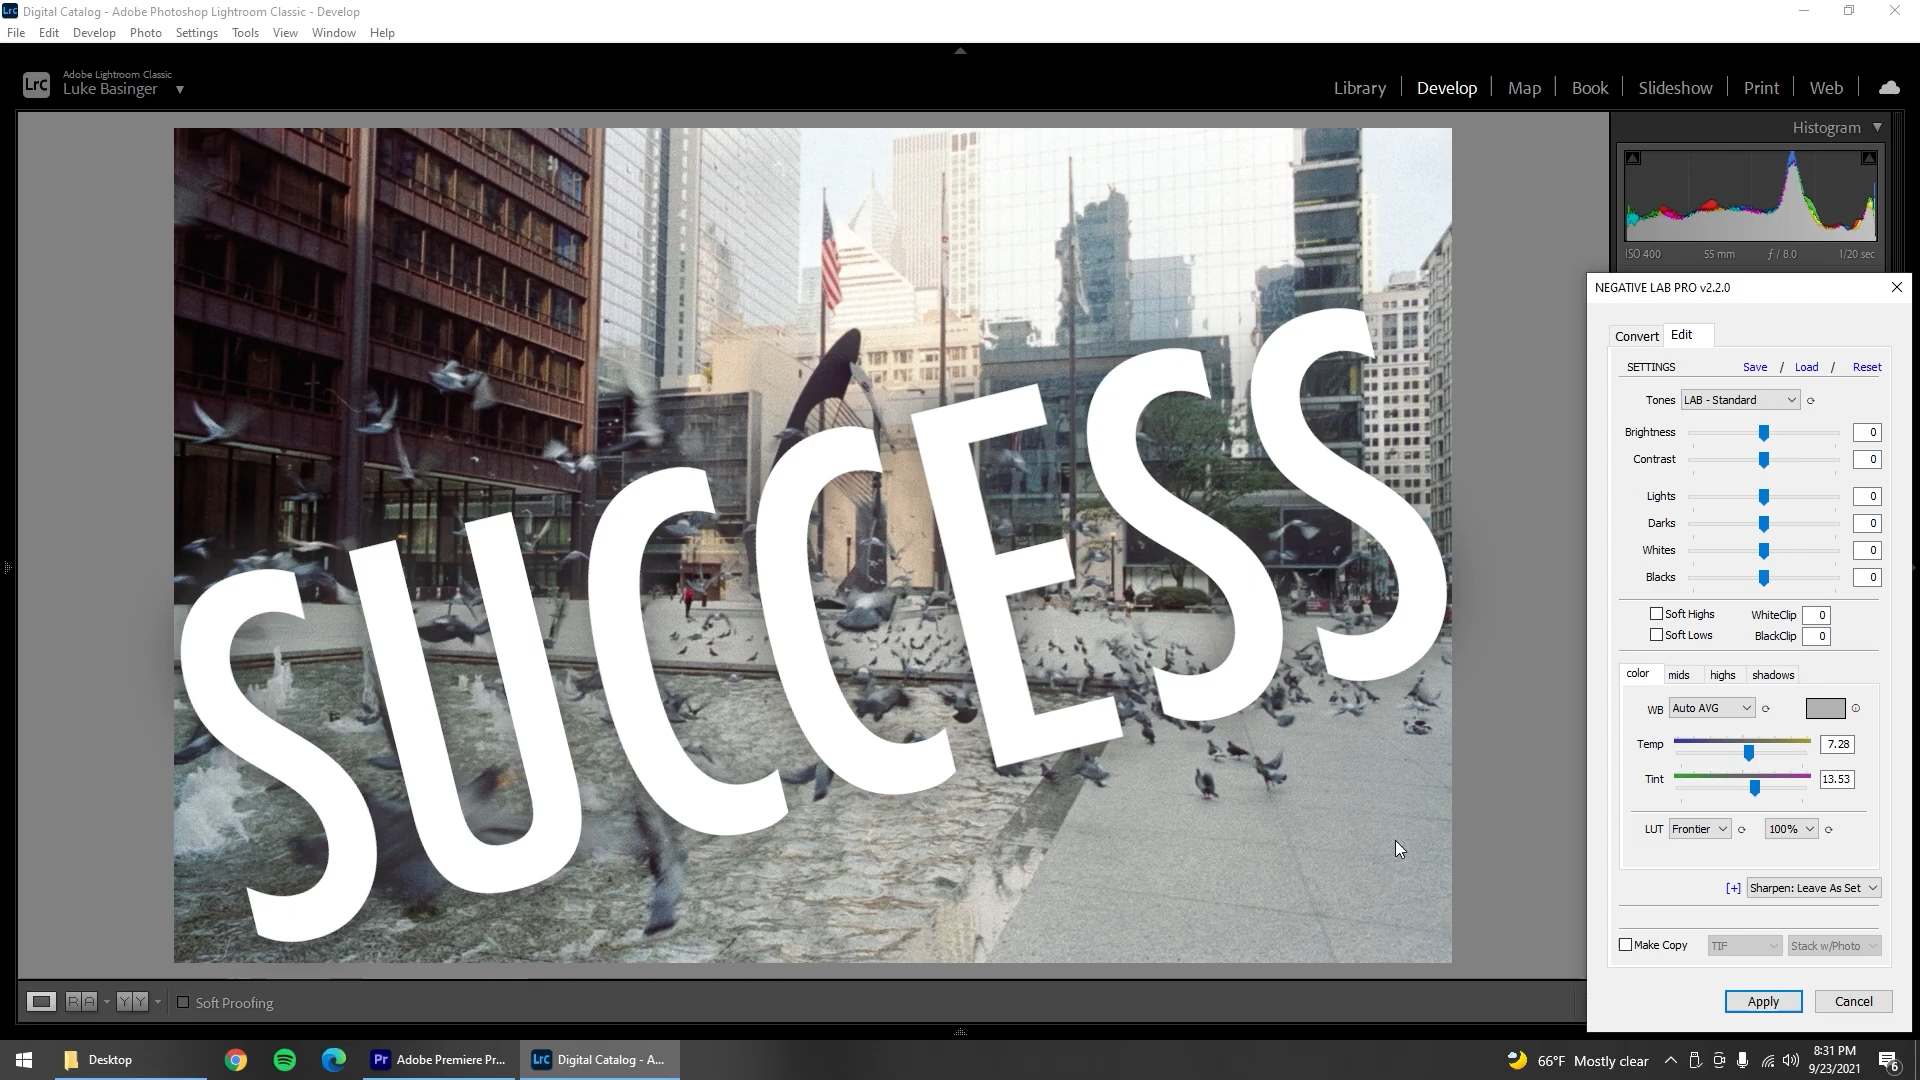 Lrc Digital Catalog - Adobe Photoshop Lightroom Classic - Develop
File Edit Develop Photo Settings Tools View Window Help
LrC Adobe Lightroom Classic
Luke Basinger
Library Develop Map Book Slideshow Print Web
Histogram
ISO 400 55 mm ƒ / 8.0 1/20 sec
SUCCESS
NEGATIVE LAB PRO v2.2.0
Convert Edit
SETTINGS Save / Load / Reset
Tones LAB - Standard
Brightness 0
Contrast 0
Lights 0
Darks 0
Whites 0
Blacks 0
Soft Highs WhiteClip 0
Soft Lows BlackClip 0
color mids highs shadows
WB Auto AVG
Temp 7.28
Tint 13.53
LUT Frontier 100%
[+] Sharpen: Leave As Set
Make Copy TIF Stack w/Photo
Apply Cancel
R A Y Y Soft Proofing
Desktop Pr Adobe Premiere Pr... LrC Digital Catalog - A... 66°F Mostly clear 8:31 PM
9/23/2021 6